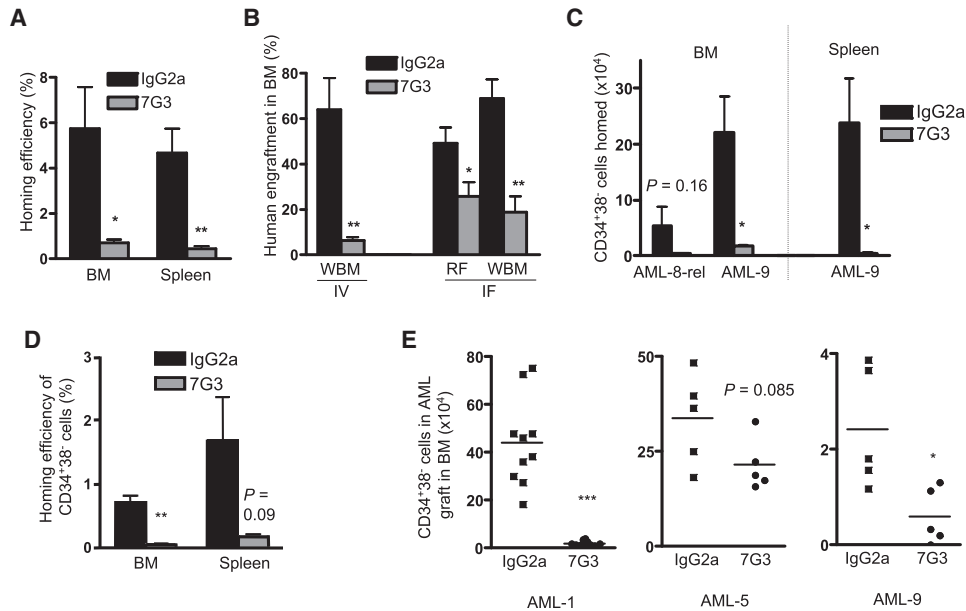 A
Homing efficiency (%)
8
6
4
2
0
IgG2a
7G3
*
**
BM
Spleen
B
Human engraftment in BM (%)
80
60
40
20
0
IgG2a
7G3
**
*
**
WBM
RF
WBM
IV
IF
C
CD34+38- cells homed (x104)
BM
Spleen
30
20
10
0
IgG2a
7G3
P = 0.16
*
*
AML-8-rel
AML-9
AML-9
D
Homing efficiency of
CD34+38- cells (%)
3
2
1
0
IgG2a
7G3
**
P =
0.09
BM
Spleen
E
CD34+38- cells in AML
graft in BM (x104)
80
60
40
20
0
***
IgG2a
7G3
AML-1
50
25
0
P = 0.085
IgG2a
7G3
AML-5
4
2
0
*
IgG2a
7G3
AML-9